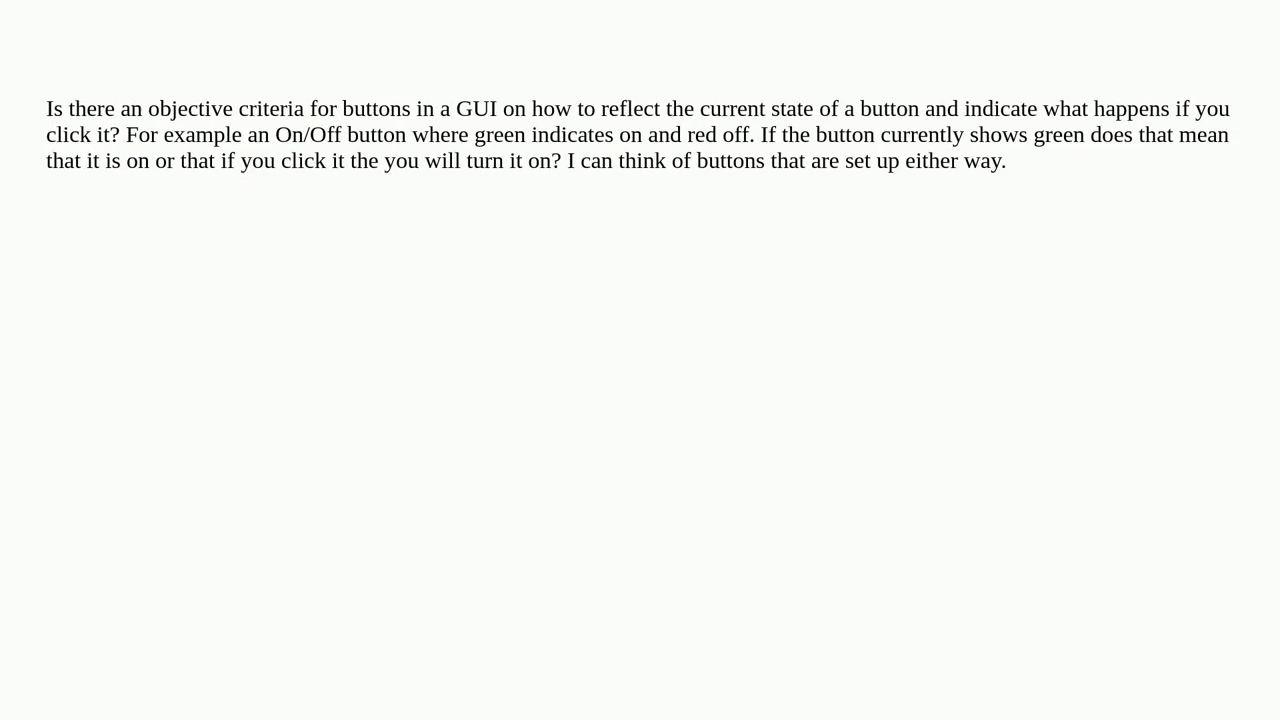 Is there an objective criteria for buttons in a GUI on how to reflect the current state of a button and indicate what happens if you
click it? For example an On/Off button where green indicates on and red off. If the button currently shows green does that mean
that it is on or that if you click it the you will turn it on? I can think of buttons that are set up either way.